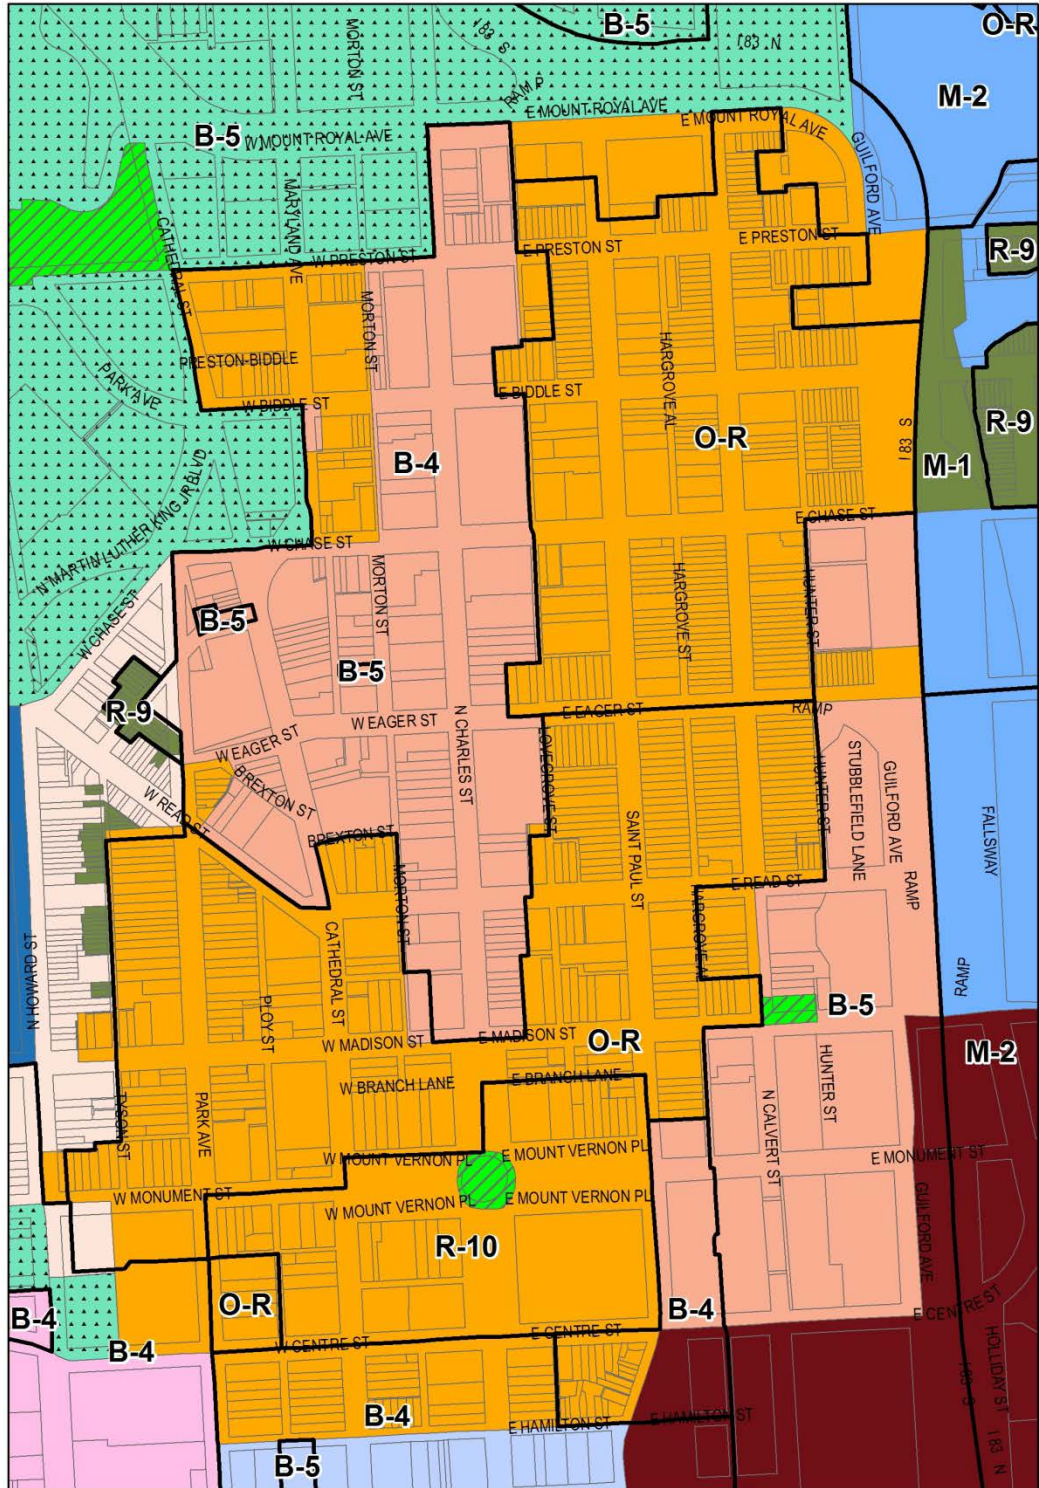 B-5
O-R
MORTON ST
I 83 S
I 83 N
RAMP
M-2
E MOUNT ROYAL AVE
E MOUNT ROYAL AVE
B-5
W MOUNT ROYAL AVE
GUILFORD AVE
MARYLAND AVE
CATHEDRAL ST
E PRESTON ST
E PRESTON ST
W PRESTON ST
R-9
MORTON ST
PRESTON-BIDDLE
HARGROVE AL
PARK AVE
W BIDDLE ST
E BIDDLE ST
R-9
O-R
I 83 S
B-4
M-1
N MARTIN LUTHER KING JR BLVD
E CHASE ST
W CHASE ST
MORTON ST
HARGROVE ST
HUNTER ST
W CHASE ST
B-5
B-5
R-9
W EAGER ST
N CHARLES ST
E EAGER ST
RAMP
W EAGER ST
LOVEGROVE ST
HUNTER ST
STUBBLEFIELD LANE
GUILFORD AVE
BREXTON ST
W READ ST
BREXTON ST
SAINT PAUL ST
FALLSWAY
MORTON ST
E READ ST
RAMP
HARGROVE AL
CATHEDRAL ST
N HOWARD ST
PLOY ST
RAMP
B-5
W MADISON ST
E MADISON ST
O-R
M-2
HUNTER ST
W BRANCH LANE
E BRANCH LANE
TYSON ST
PARK AVE
N CALVERT ST
W MOUNT VERNON PL
E MOUNT VERNON PL
E MONUMENT ST
W MONUMENT ST
W MOUNT VERNON PL
E MOUNT VERNON PL
GUILFORD AVE
R-10
B-4
O-R
B-4
E CENTRE ST
B-4
W CENTRE ST
E CENTRE ST
HOLLIDAY ST
I 83 S
B-4
E HAMILTON ST
E HAMILTON ST
I 83 N
B-5